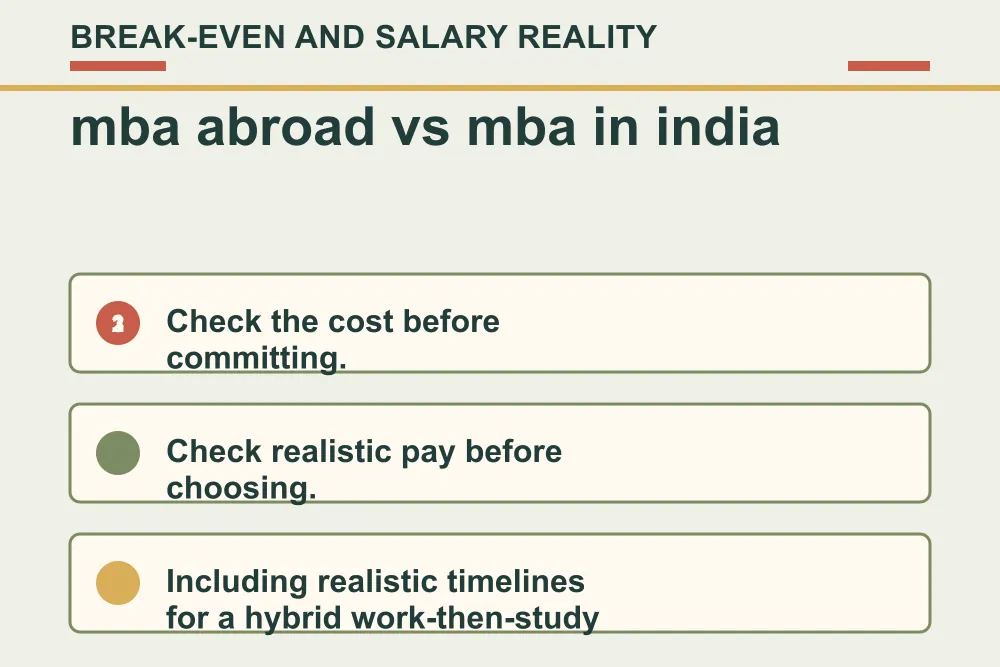 BREAK-EVEN AND SALARY REALITY
mba abroad vs mba in india
Check the cost before
committing.
Check realistic pay before
choosing.
Including realistic timelines
for a hybrid work-then-study